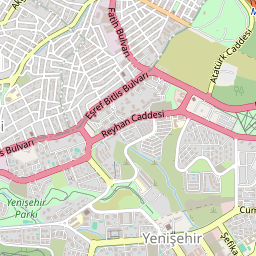 Fatih Bulvarı
Atatürk Caddesi
Eşref Bitlis Bulvarı
Reyhan Caddesi
Bulvarı
Yenişehir
Parkı
Yenişehir